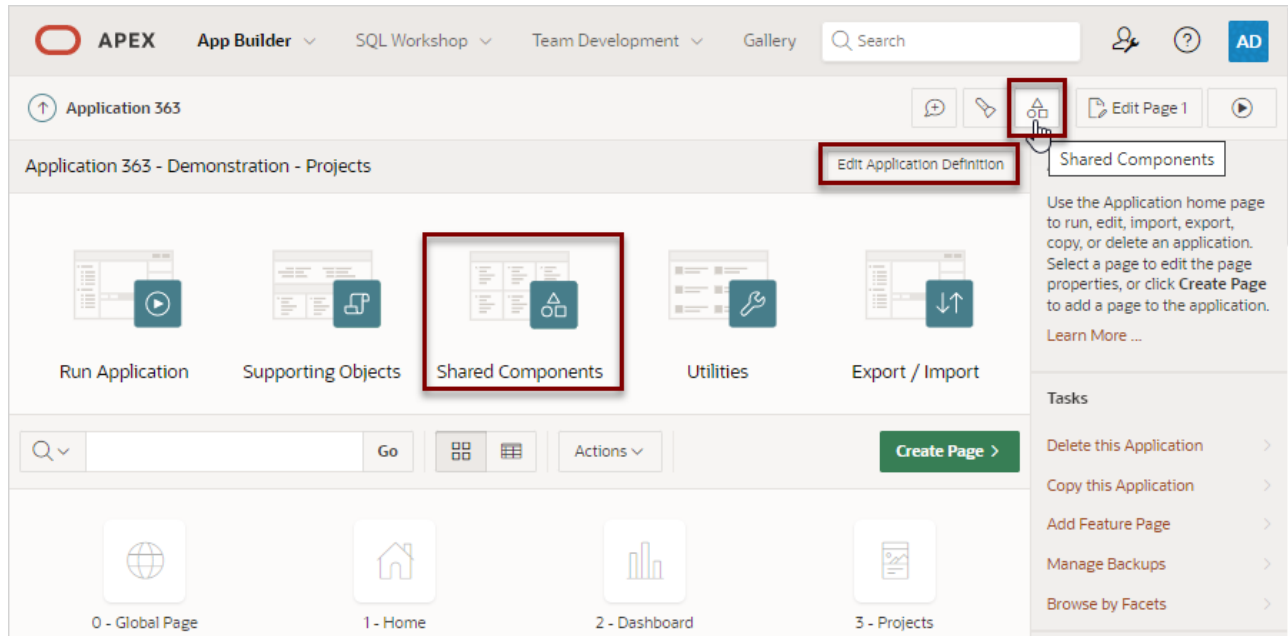 APEX App Builder SQL Workshop Team Development Gallery Search AD
Application 363 Edit Page 1
Application 363 - Demonstration - Projects Edit Application Definition Shared Components
Use the Application home page
to run, edit, import, export,
copy, or delete an application.
Select a page to edit the page
properties, or click Create Page
to add a page to the application.
Learn More ...
Run Application Supporting Objects Shared Components Utilities Export / Import
Tasks
Go Actions Create Page >
Delete this Application
Copy this Application
Add Feature Page
Manage Backups
Browse by Facets
0 - Global Page 1 - Home 2 - Dashboard 3 - Projects